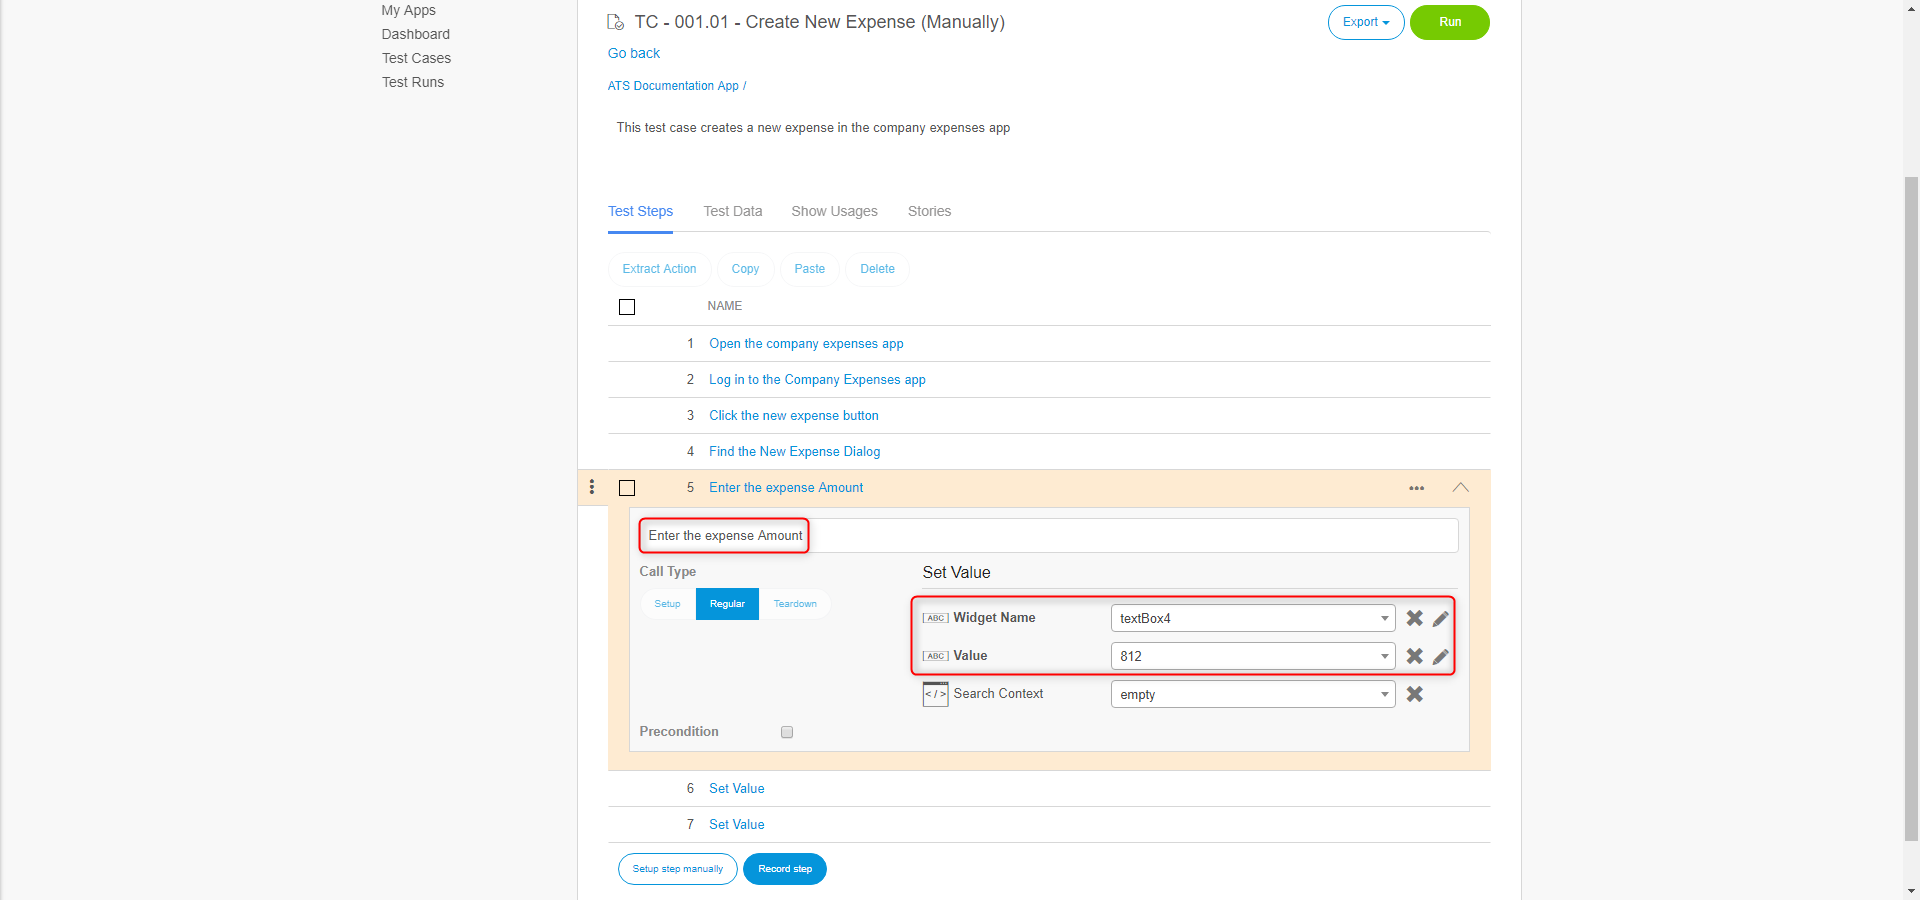 My Apps
Dashboard
Test Cases
Test Runs
TC - 001.01 - Create New Expense (Manually)
Export
Run
Go back
ATS Documentation App /
This test case creates a new expense in the company expenses app
Test Steps Test Data Show Usages Stories
Extract Action Copy Paste Delete
NAME
1 Open the company expenses app
2 Log in to the Company Expenses app
3 Click the new expense button
4 Find the New Expense Dialog
5 Enter the expense Amount
Enter the expense Amount
Call Type
Setup Regular Teardown
Set Value
ABC Widget Name textBox4
ABC Value 812
</> Search Context empty
Precondition
6 Set Value
7 Set Value
Setup step manually Record step